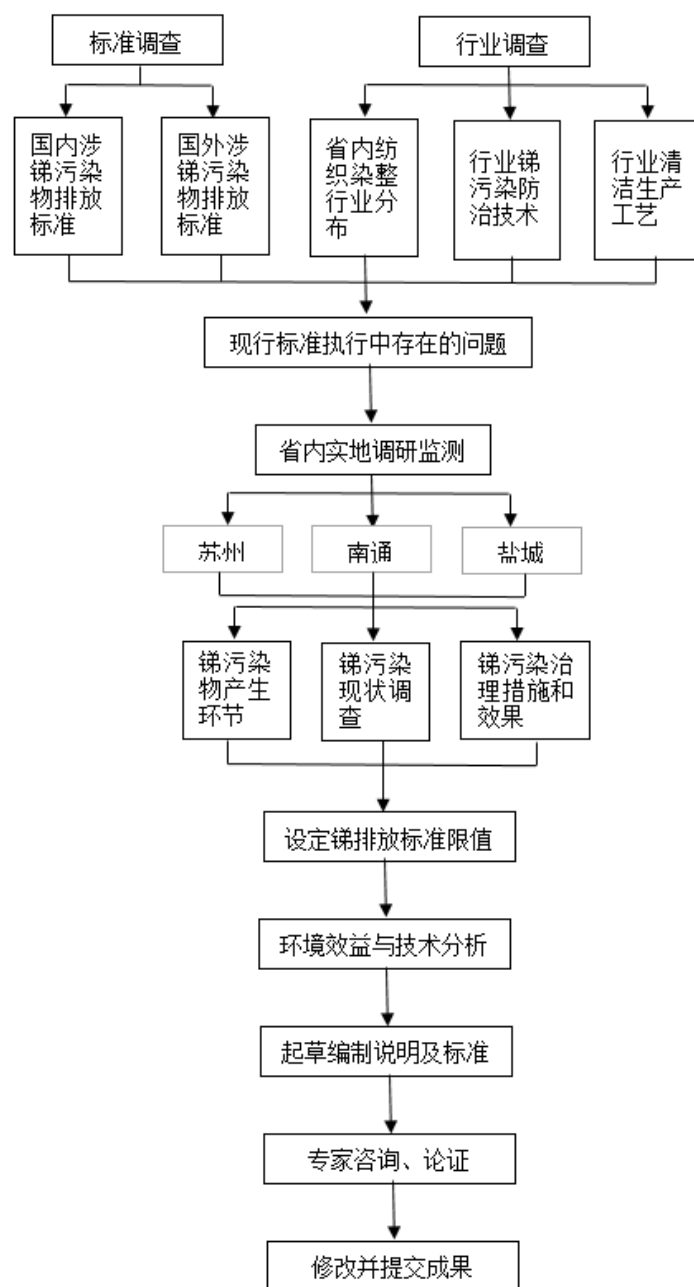 标准调查
行业调查
国内涉
锑污染
物排放
标准
国外涉
锑污染
物排放
标准
省内纺
织染整
行业分
布
行业锑
污染防
治技术
行业清
洁生产
工艺
现行标准执行中存在的问题
省内实地调研监测
苏州
南通
盐城
锑污染
物产生
环节
锑污染
现状调
查
锑污染治
理措施和
效果
设定锑排放标准限值
环境效益与技术分析
起草编制说明及标准
专家咨询、论证
修改并提交成果